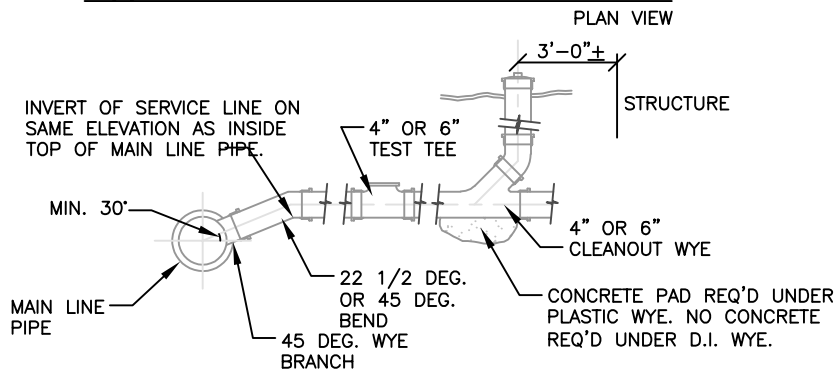 PLAN VIEW
3'-0"±
STRUCTURE
INVERT OF SERVICE LINE ON
SAME ELEVATION AS INSIDE
TOP OF MAIN LINE PIPE.
4" OR 6"
TEST TEE
MIN. 30°
4" OR 6"
CLEANOUT WYE
22 1/2 DEG.
OR 45 DEG.
BEND
MAIN LINE
PIPE
45 DEG. WYE
BRANCH
CONCRETE PAD REQ'D UNDER
PLASTIC WYE. NO CONCRETE
REQ'D UNDER D.I. WYE.